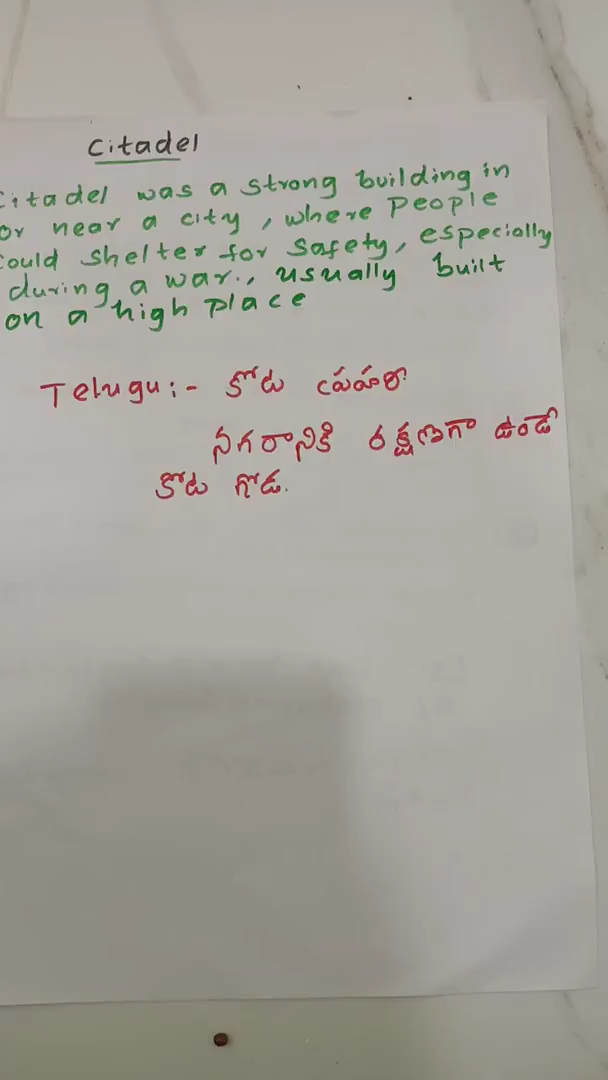 Citadel
Citadel was a strong building in
or near a city, where people
could shelter for safety, especially
during a war., usually built
on a high place
Telugu:- కోట
నగరానికి రక్షణగా ఉండే
కోట గోడ.